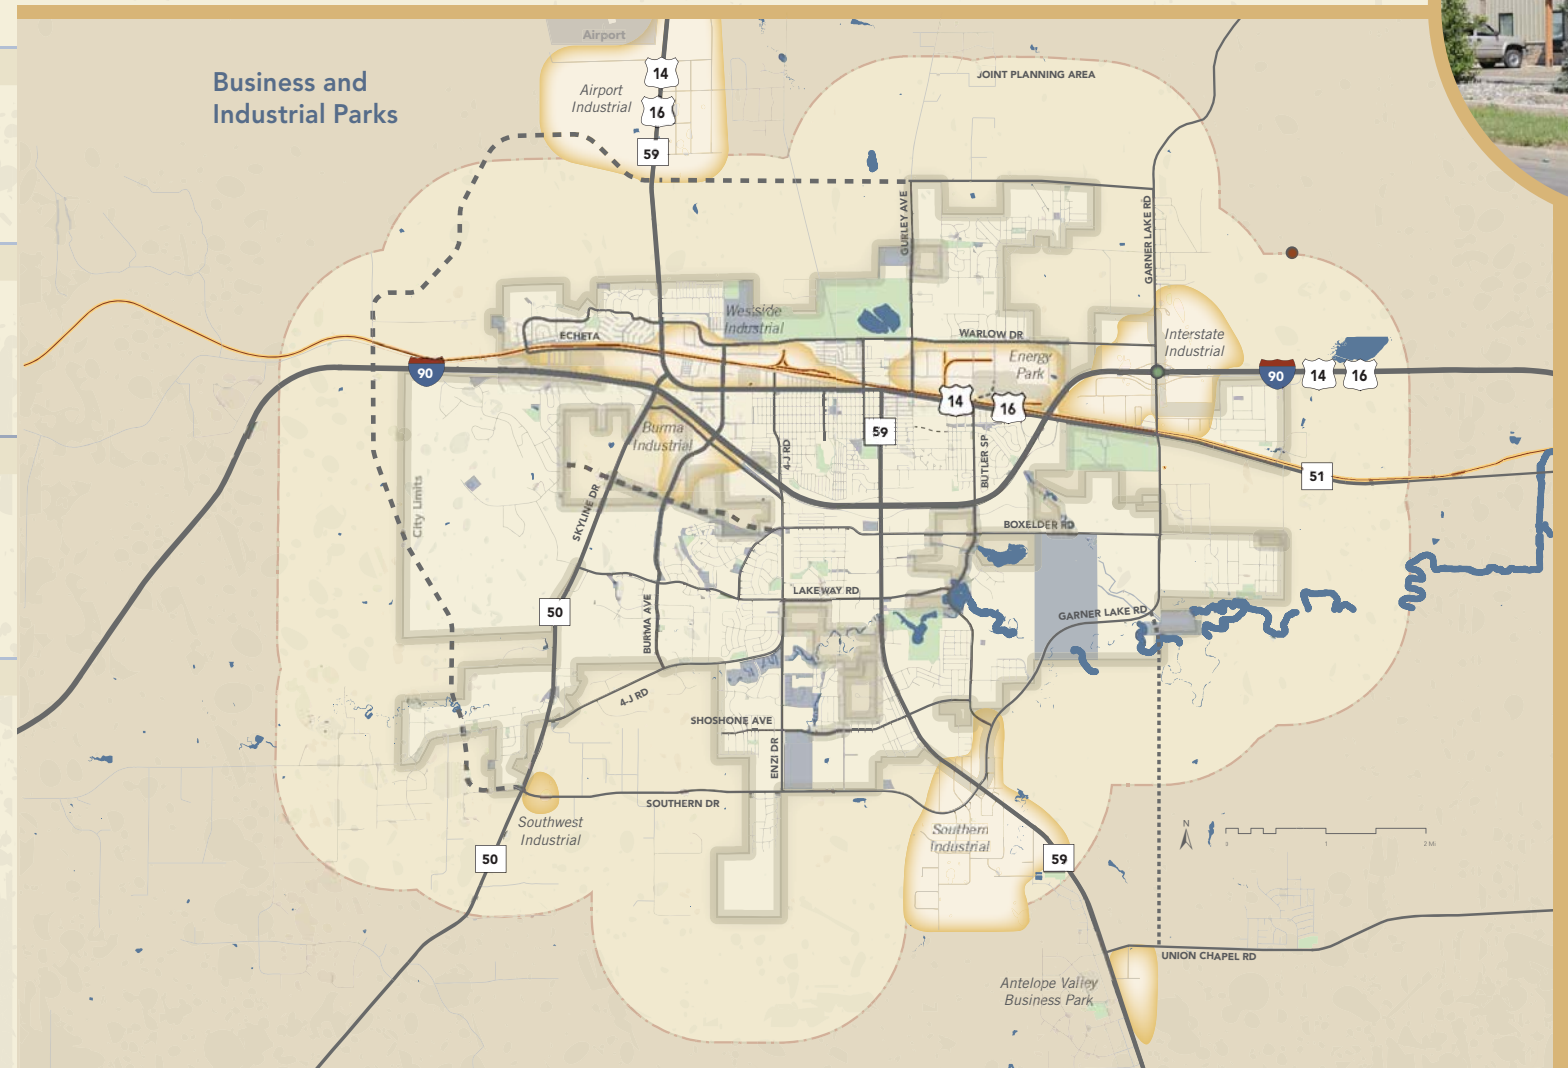 Airport
Business and
Industrial Parks
14
JOINT PLANNING AREA
Airport
Industrial
16
59
GURLEY AVE
GARNER LAKE RD
Westside
Industrial
ECHETA
WARLOW DR
Interstate
Industrial
Energy
Park
90
90
14
16
14
16
Burma
Industrial
59
4-J RD
BUTLER SP
51
City Limits
SKYLINE DR
BOXELDER RD
LAKEWAY RD
50
BURMA AVE
GARNER LAKE RD
4-J RD
SHOSHONE AVE
ENZI DR
SOUTHERN DR
Southwest
Industrial
Southern
Industrial
N
1
2 Mi
50
59
UNION CHAPEL RD
Antelope Valley
Business Park